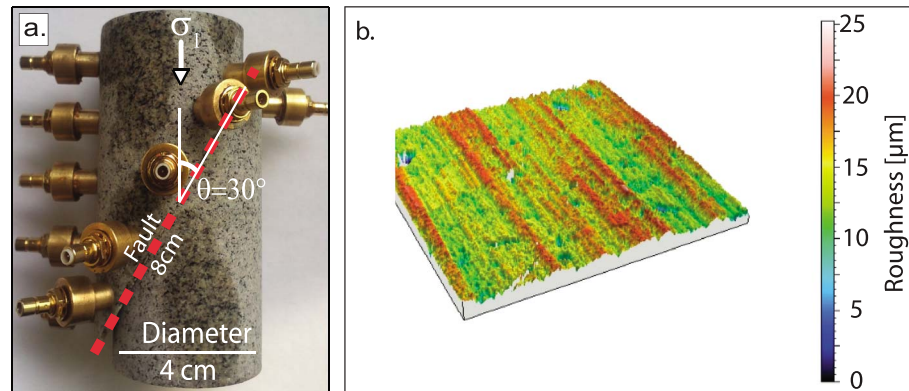 a.
σ1
θ=30°
Fault
8cm
Diameter
4 cm
b.
25
20
15
10
5
0
Roughness [μm]